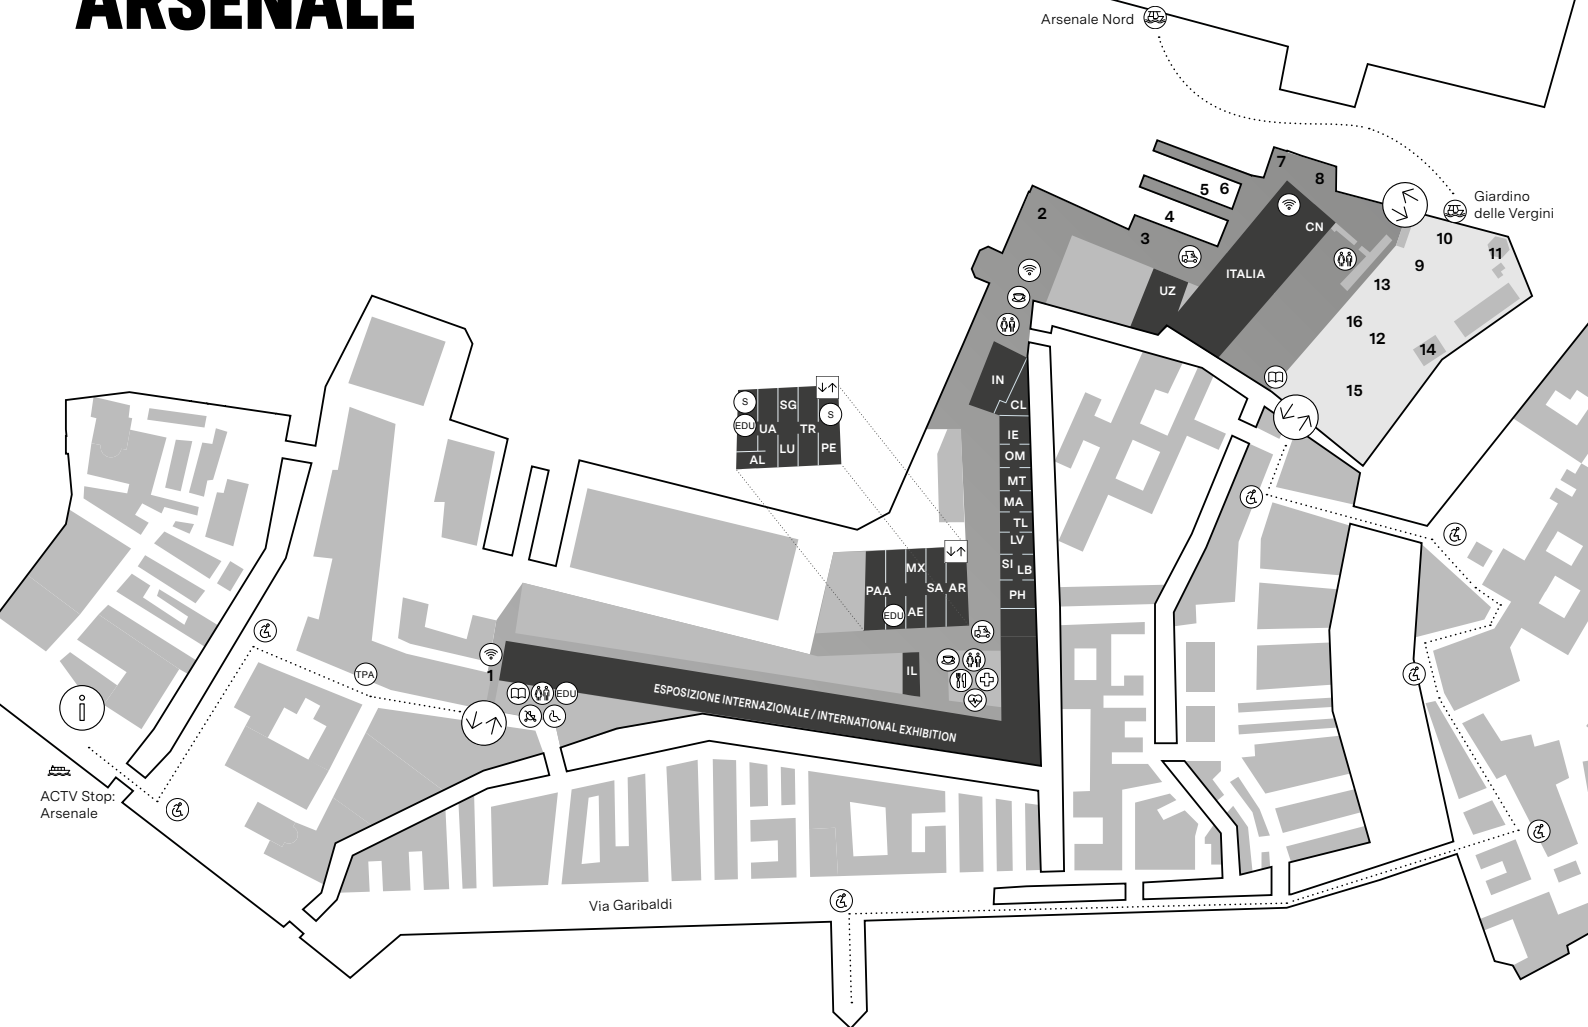 ARSENALE
Arsenale Nord
Giardino
delle Vergini
7
8
5 6
4
2
3
CN
ITALIA
UZ
10
9
11
13
16
12
14
15
IN
CL
IE
OM
MT
MA
TL
LV
SI
LB
PH
S
SG
S
EDU
UA
TR
LU
PE
AL
MX
PAA
SA
AR
EDU
AE
IL
1
EDU
TPA
ESPOSIZIONE INTERNAZIONALE / INTERNATIONAL EXHIBITION
i
ACTV Stop:
Arsenale
Via Garibaldi